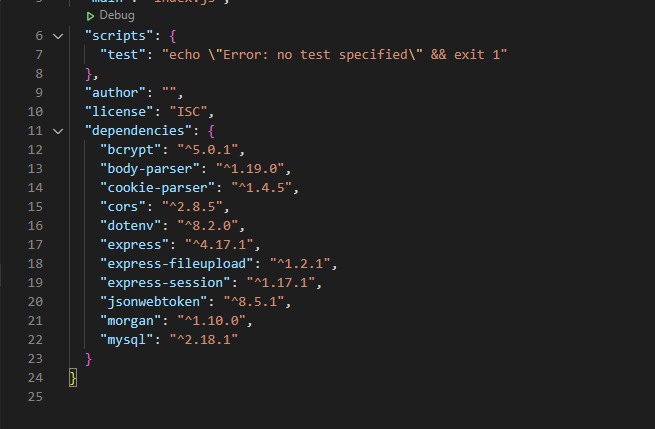 "main": "index.js",
Debug
6 "scripts": {
7 "test": "echo \"Error: no test specified\" && exit 1"
8 },
9 "author": "",
10 "license": "ISC",
11 "dependencies": {
12 "bcrypt": "^5.0.1",
13 "body-parser": "^1.19.0",
14 "cookie-parser": "^1.4.5",
15 "cors": "^2.8.5",
16 "dotenv": "^8.2.0",
17 "express": "^4.17.1",
18 "express-fileupload": "^1.2.1",
19 "express-session": "^1.17.1",
20 "jsonwebtoken": "^8.5.1",
21 "morgan": "^1.10.0",
22 "mysql": "^2.18.1"
23 }
24 }
25